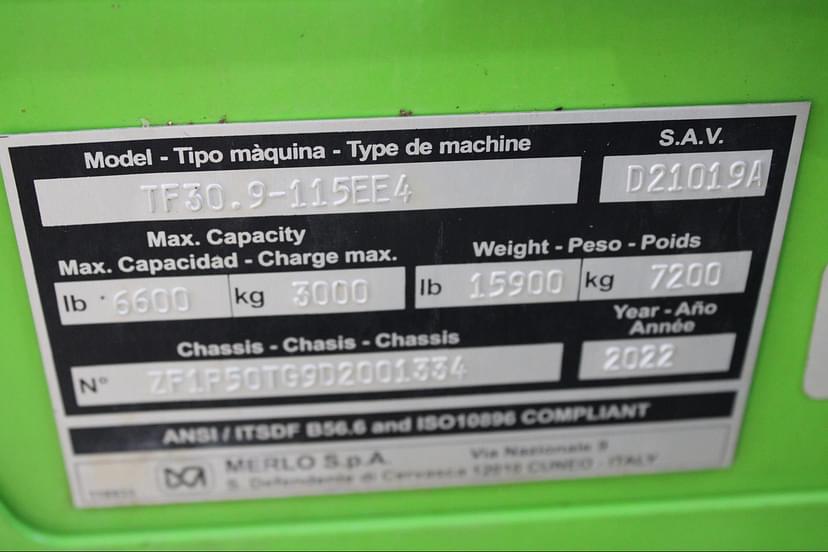 Model - Tipo màquina - Type de machine
S.A.V.
TF30.9-115EE4
D21019A
Max. Capacity
Max. Capacidad - Charge max.
Weight - Peso - Poids
lb 6600 kg 3000
lb 15900 kg 7200
Year - Año
Année
Chassis - Chasis - Chassis
2022
N° ZF1P50TG9D2001334
ANSI / ITSDF B56.6 and ISO10896 COMPLIANT
MERLO S.p.A.
Via Nazionale 9
S. Defendente di Cervasca 12010 CUNEO - ITALY